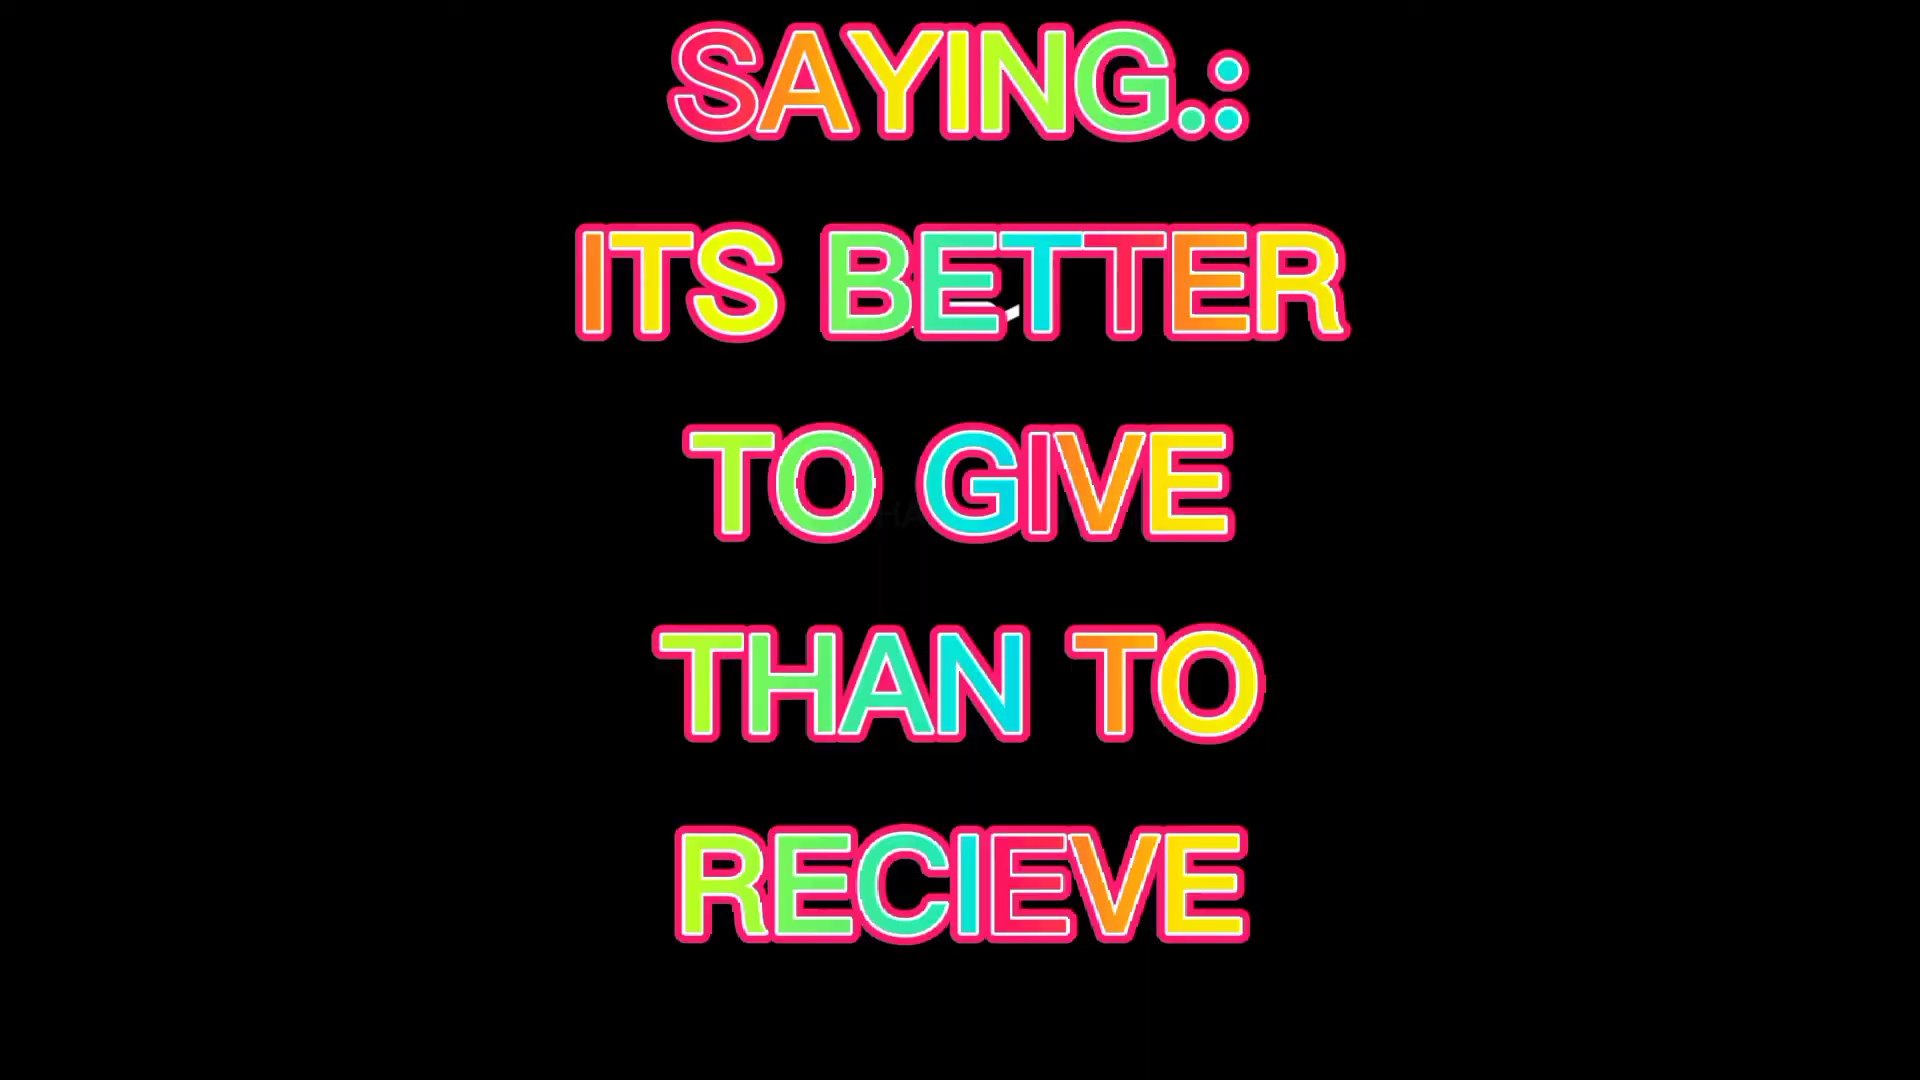 SAYING.:
ITS BETTER
TO GIVE
THAN TO
RECIEVE